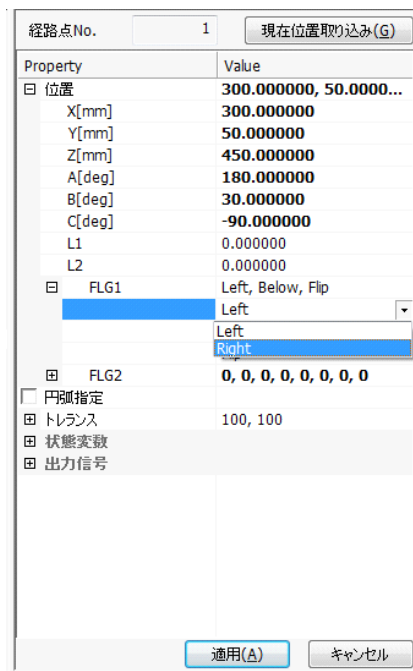 経路点No. 1 現在位置取り込み(G)
Property Value
位置 300.000000, 50.0000...
X[mm] 300.000000
Y[mm] 50.000000
Z[mm] 450.000000
A[deg] 180.000000
B[deg] 30.000000
C[deg] -90.000000
L1 0.000000
L2 0.000000
FLG1 Left, Below, Flip
Left
Left
Right
FLG2 0, 0, 0, 0, 0, 0, 0, 0
円弧指定
トレランス 100, 100
状態変数
出力信号
適用(A) キャンセル